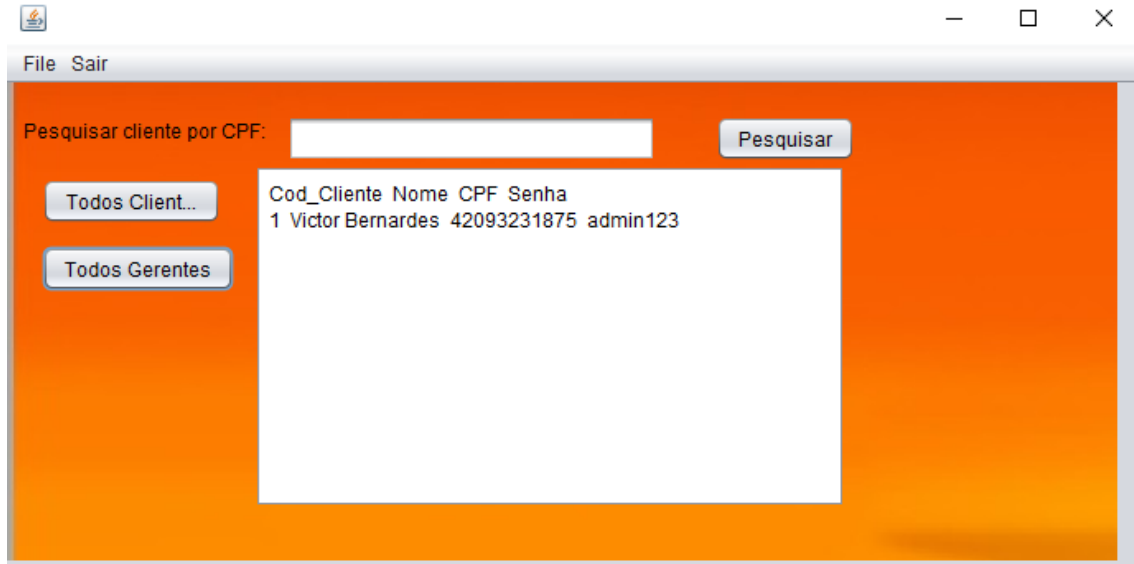 File Sair
Pesquisar cliente por CPF:
Pesquisar
Todos Client...
Todos Gerentes
Cod_Cliente Nome CPF Senha
1 Victor Bernardes 42093231875 admin123